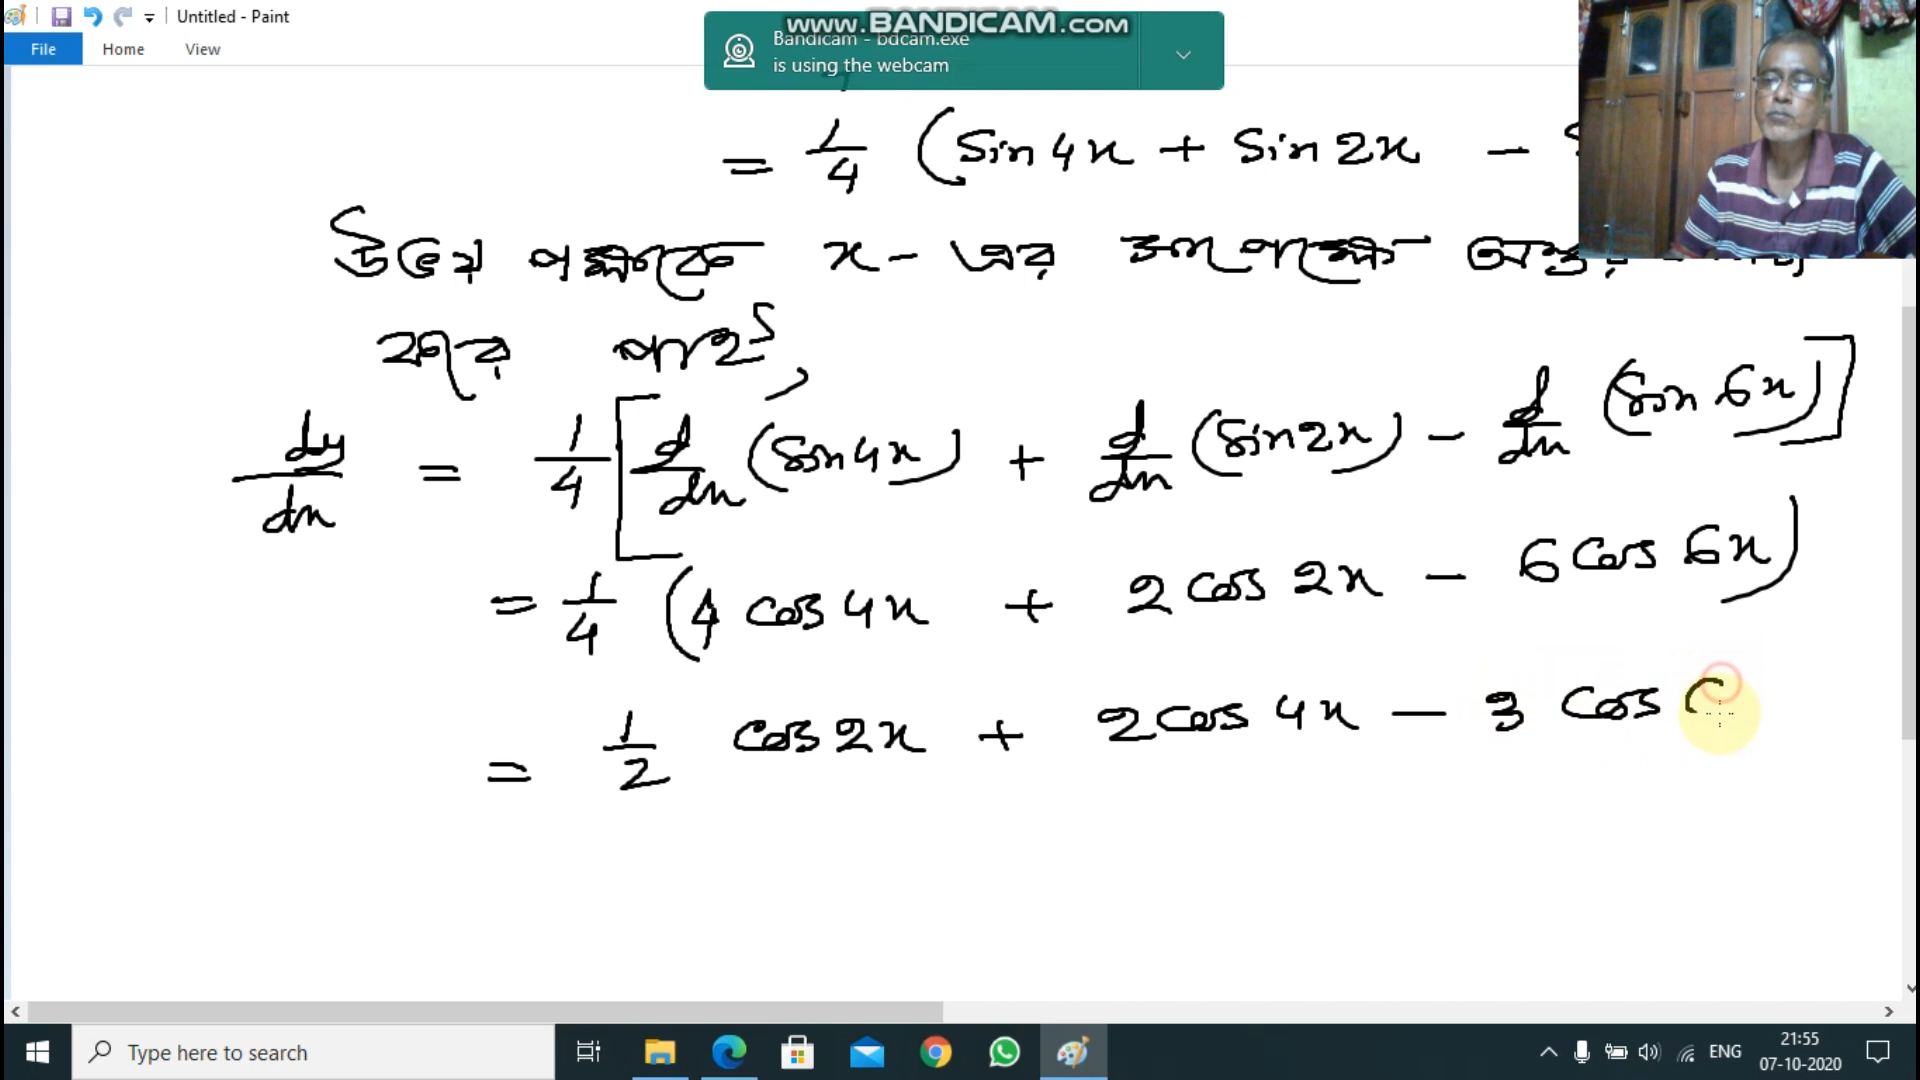 Untitled - Paint
File Home View
www.BANDICAM.com
Bandicam - bdcam.exe
is using the webcam
= 1/4 (Sin 4x + Sin 2x -
উভয় পক্ষকে x- এর সাপেক্ষে
করে পাই,
dy/dx = 1/4 [d/dx (Sin 4x) + d/dx (Sin 2x) - d/dx (Sin 6x)]
= 1/4 (4 cos 4x + 2 cos 2x - 6 cos 6x)
= 1/2 cos 2x + 2 cos 4x - 3 cos
Type here to search
ENG
21:55
07-10-2020